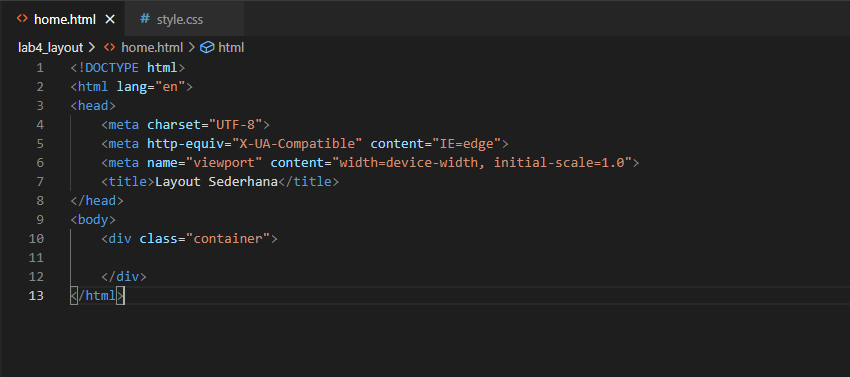 home.html
style.css
lab4_layout > home.html > html
1 <!DOCTYPE html>
2 <html lang="en">
3 <head>
4     <meta charset="UTF-8">
5     <meta http-equiv="X-UA-Compatible" content="IE=edge">
6     <meta name="viewport" content="width=device-width, initial-scale=1.0">
7     <title>Layout Sederhana</title>
8 </head>
9 <body>
10     <div class="container">
11
12     </div>
13 </html>